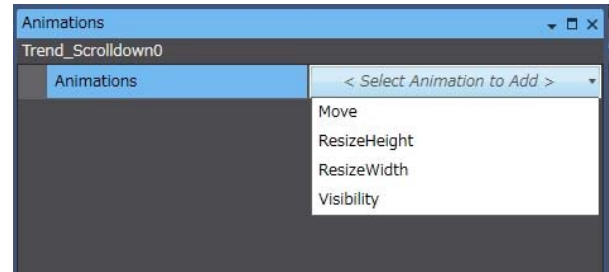 Animations
Trend_Scrolldown0
Animations < Select Animation to Add >
Move
ResizeHeight
ResizeWidth
Visibility